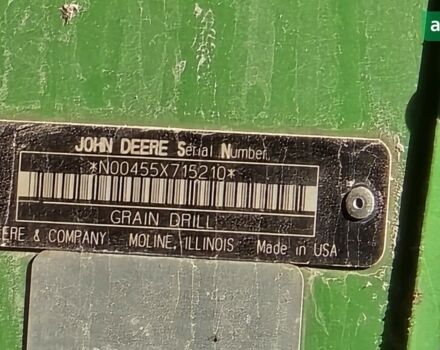 a
JOHN DEERE Serial Number
*N00455X715210*
GRAIN DRILL
ERE & COMPANY MOLINE, ILLINOIS Made in USA